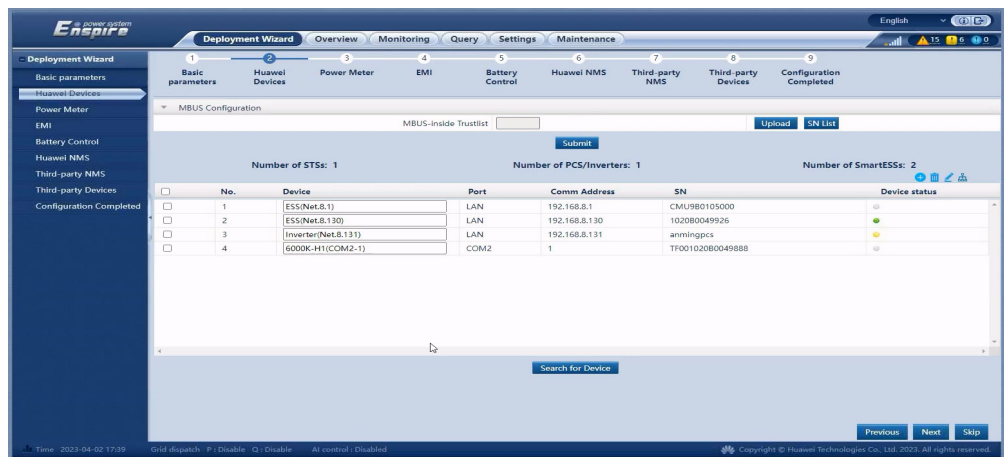 Enspire power system
English
Deployment Wizard Overview Monitoring Query Settings Maintenance
15 6 0
Deployment Wizard
Basic parameters
Huawei Devices
Power Meter
EMI
Battery Control
Huawei NMS
Third-party NMS
Third-party Devices
Configuration Completed
1 2 3 4 5 6 7 8 9
Basic parameters Huawei Devices Power Meter EMI Battery Control Huawei NMS Third-party NMS Third-party Devices Configuration Completed
MBUS Configuration
MBUS-inside Trustlist Upload SN List
Submit
Number of STSs: 1 Number of PCS/Inverters: 1 Number of SmartESSs: 2
No. Device Port Comm Address SN Device status
1 ESS(Net.8.1) LAN 192.168.8.1 CMU9B0105000
2 ESS(Net.8.130) LAN 192.168.8.130 1020B0049926
3 Inverter(Net.8.131) LAN 192.168.8.131 anmingpcs
4 6000K-H1(COM2-1) COM2 1 TF001020B0049888
Search for Device
Previous Next Skip
Time 2023-04-02 17:39 Grid dispatch P : Disable Q : Disable AI control : Disabled Copyright © Huawei Technologies Co., Ltd. 2023. All rights reserved.